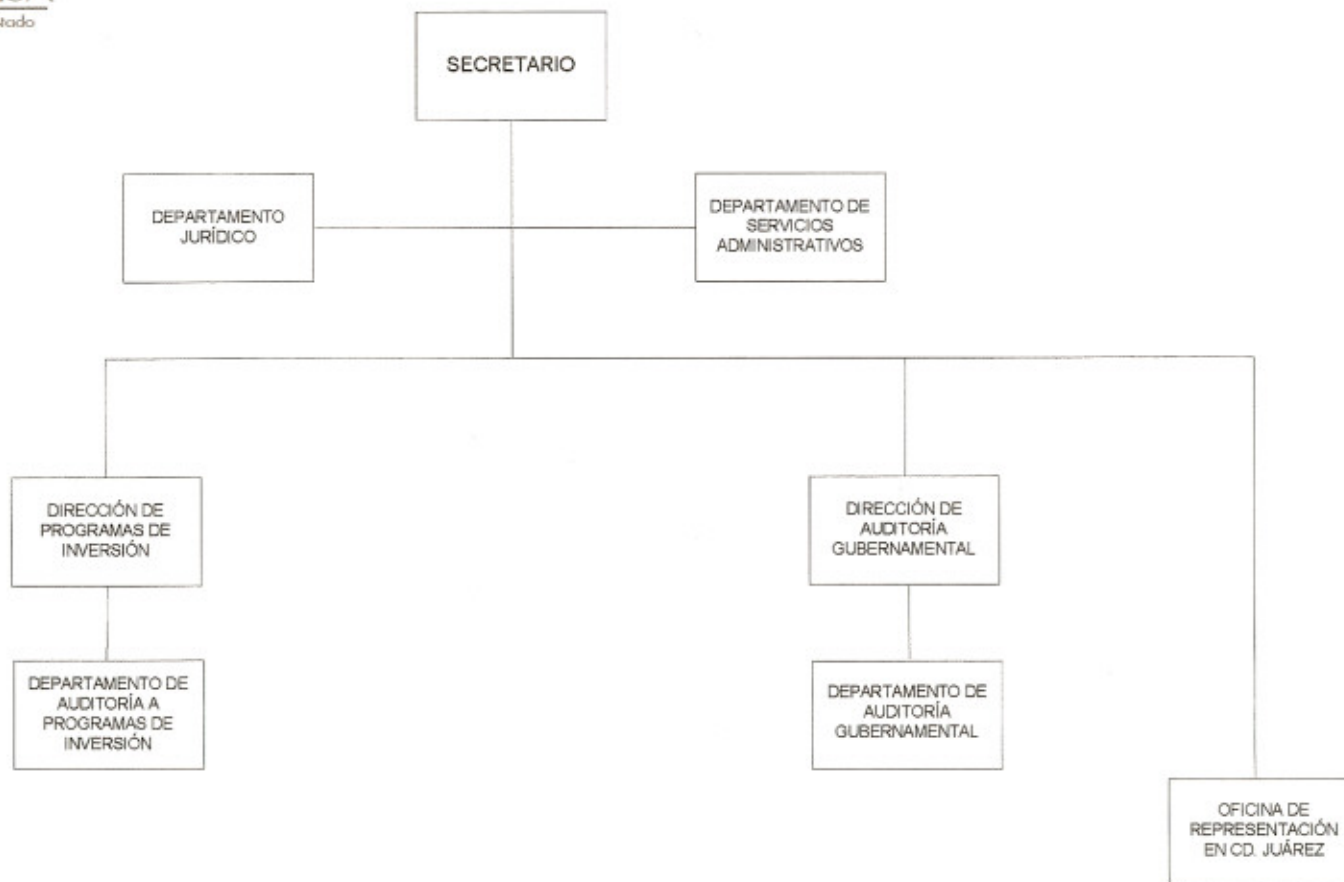 stado
SECRETARIO
DEPARTAMENTO
JURÍDICO
DEPARTAMENTO DE
SERVICIOS
ADMINISTRATIVOS
DIRECCIÓN DE
PROGRAMAS DE
INVERSIÓN
DIRECCIÓN DE
AUDITORÍA
GUBERNAMENTAL
DEPARTAMENTO DE
AUDITORÍA A
PROGRAMAS DE
INVERSIÓN
DEPARTAMENTO DE
AUDITORÍA
GUBERNAMENTAL
OFICINA DE
REPRESENTACIÓN
EN CD. JUÁREZ